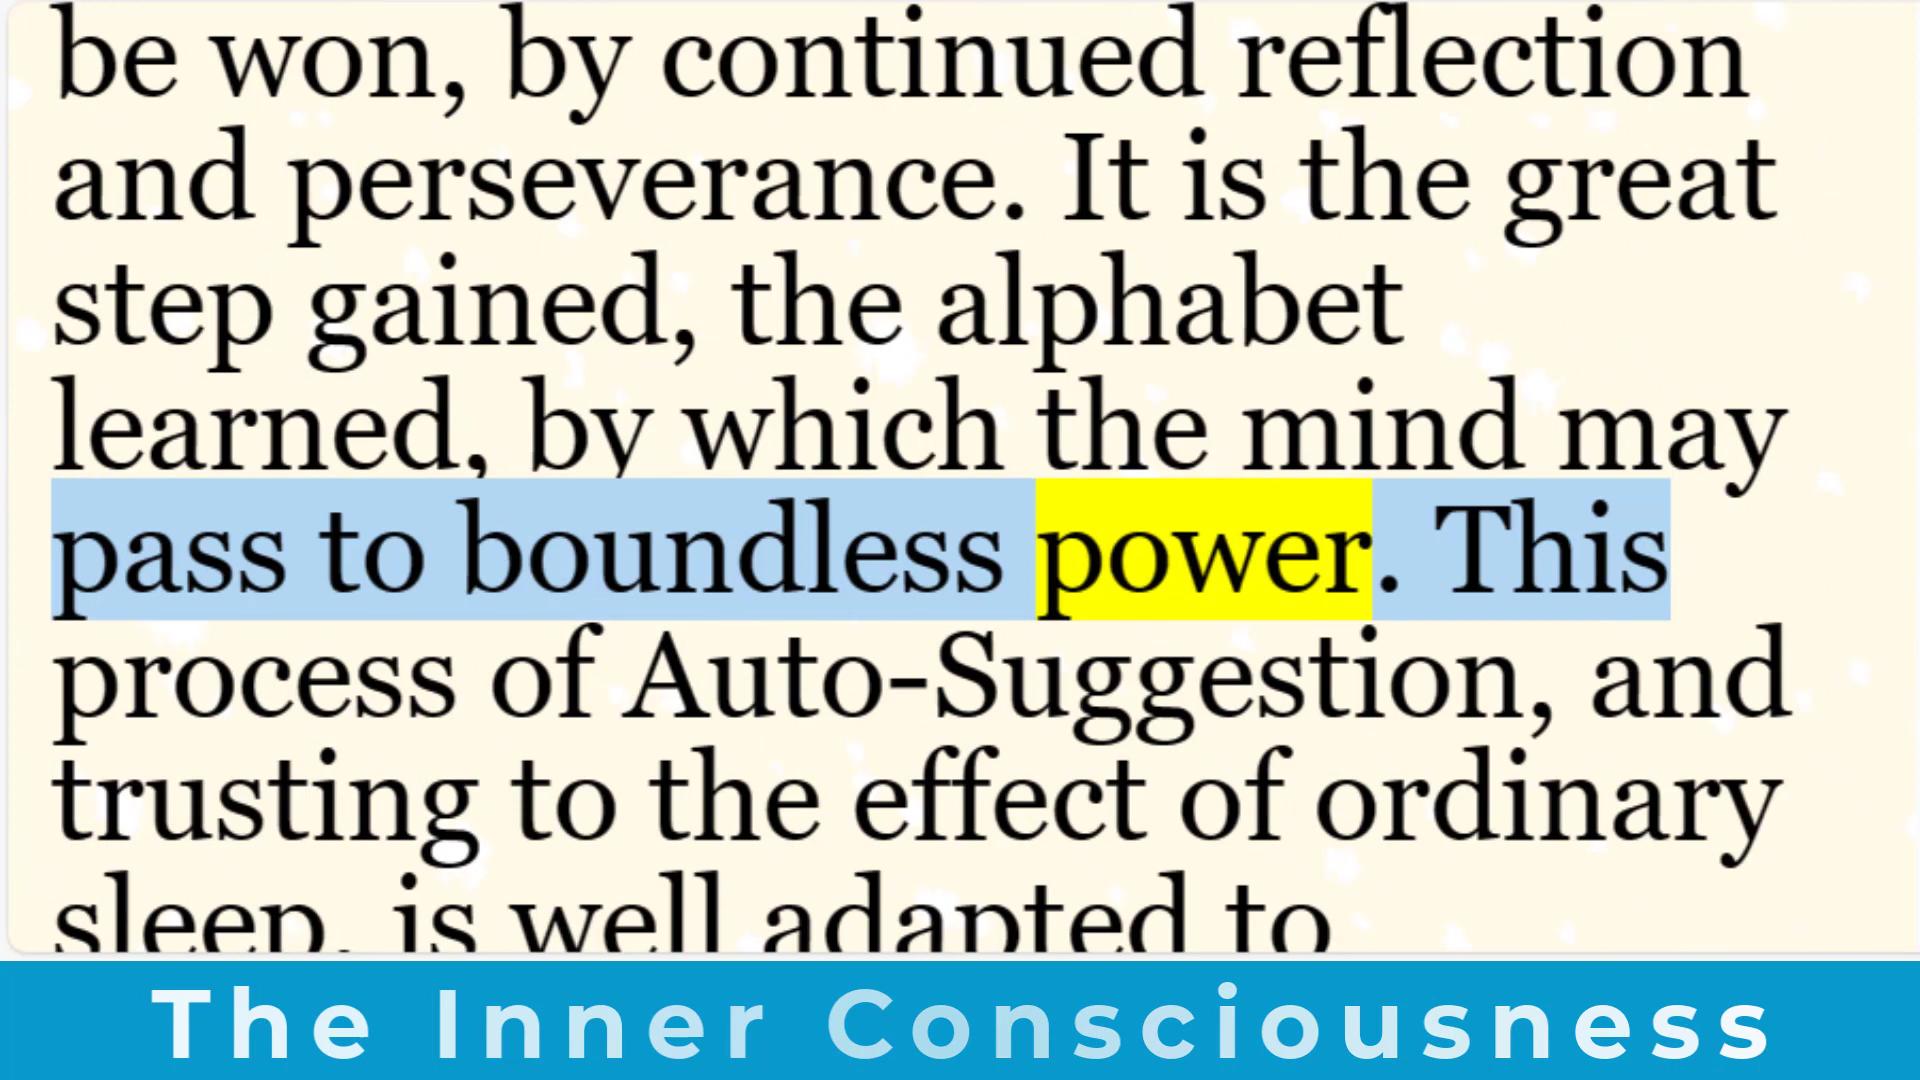 be won, by continued reflection
and perseverance. It is the great
step gained, the alphabet
learned, by which the mind may
pass to boundless power. This
process of Auto-Suggestion, and
trusting to the effect of ordinary
sleep, is well adapted to
The Inner Consciousness